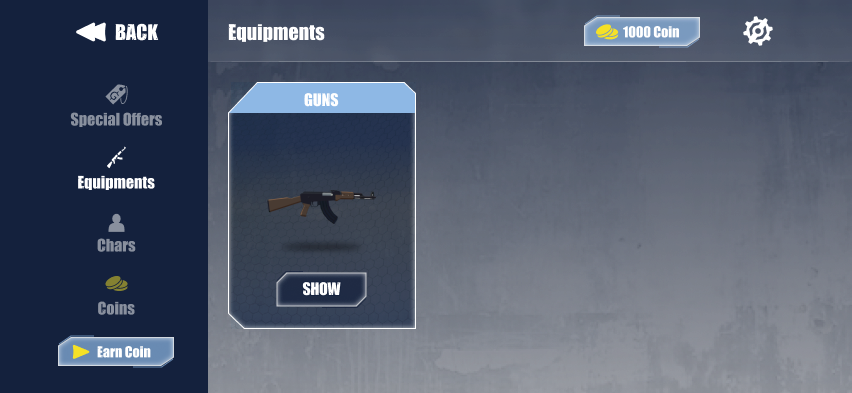 BACK
Equipments
1000 Coin
Special Offers
Equipments
Chars
Coins
Earn Coin
GUNS
SHOW